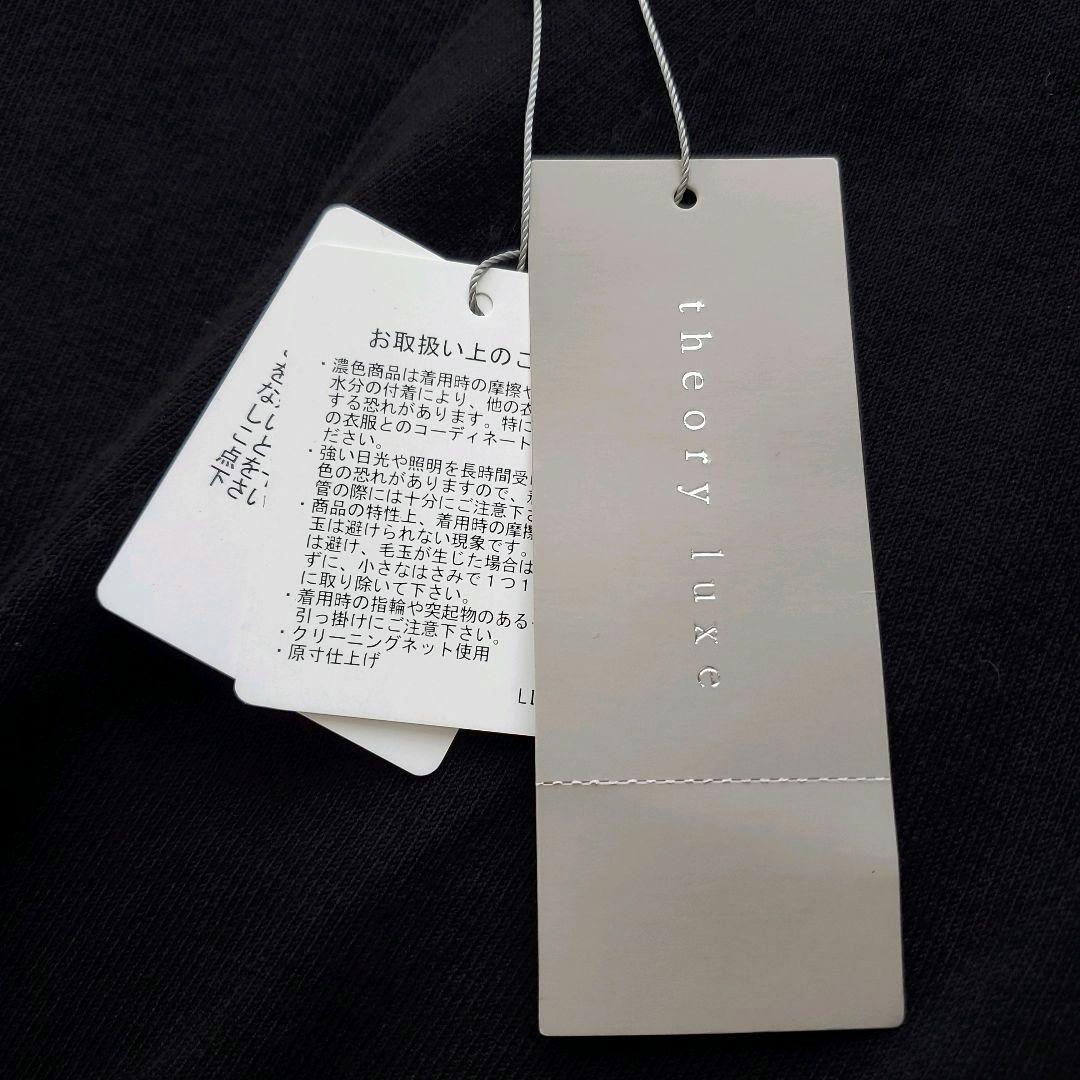 お取扱い上のご
・濃色商品は着用時の摩擦や
水分の付着により、他の衣
する恐れがあります。特に
の衣服とのコーディネート
ださい。
・強い日光や照明を長時間受け
色の恐れがありますので、
管の際には十分にご注意下さ
・商品の特性上、着用時の摩擦
玉は避けられない現象です。
は避け、毛玉が生じた場合は
ずに、小さなはさみで1つ1
に取り除いて下さい。
・着用時の指輪や突起物のある
引っ掛けにご注意下さい。
・クリーニングネット使用
・原寸仕上げ
theory luxe